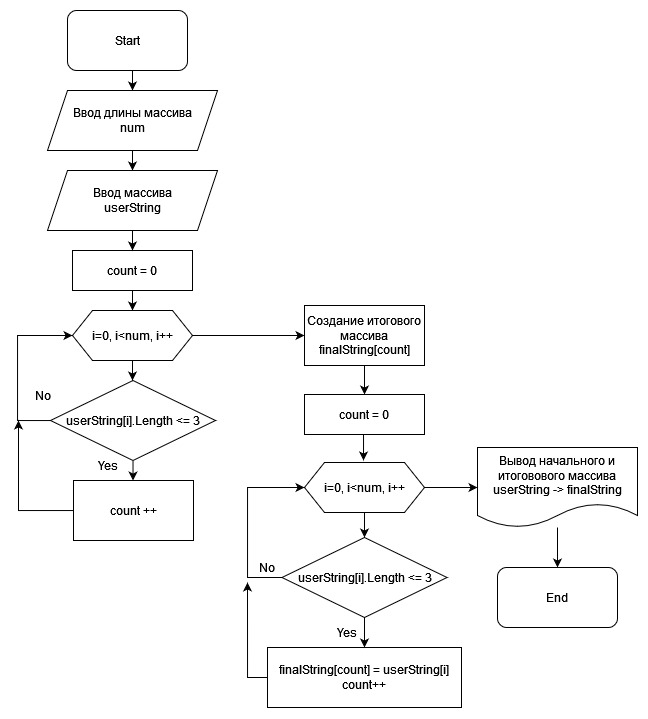 Start
Ввод длины массива
num
Ввод массива
userString
count = 0
i=0, i<num, i++
No
userString[i].Length <= 3
Yes
count ++
Создание итогового
массива
finalString[count]
count = 0
i=0, i<num, i++
No
userString[i].Length <= 3
Yes
finalString[count] = userString[i]
count++
Вывод начального и
итоговового массива
userString -> finalString
End